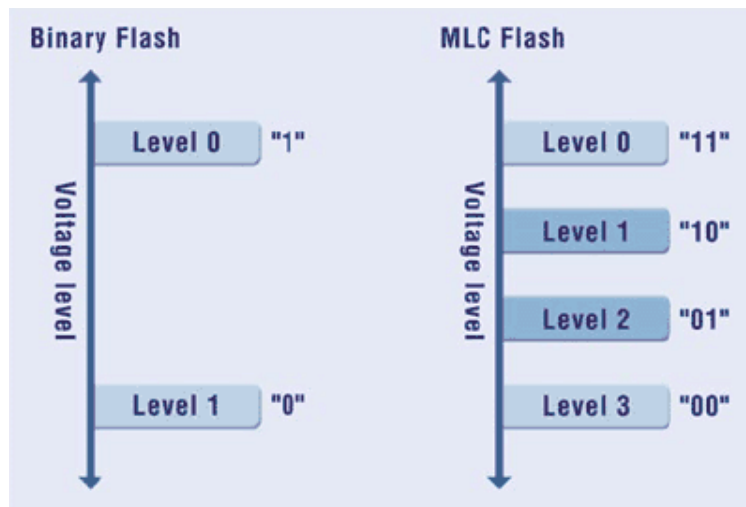 Binary Flash
Voltage level
Level 0 "1"
Level 1 "0"
MLC Flash
Voltage level
Level 0 "11"
Level 1 "10"
Level 2 "01"
Level 3 "00"